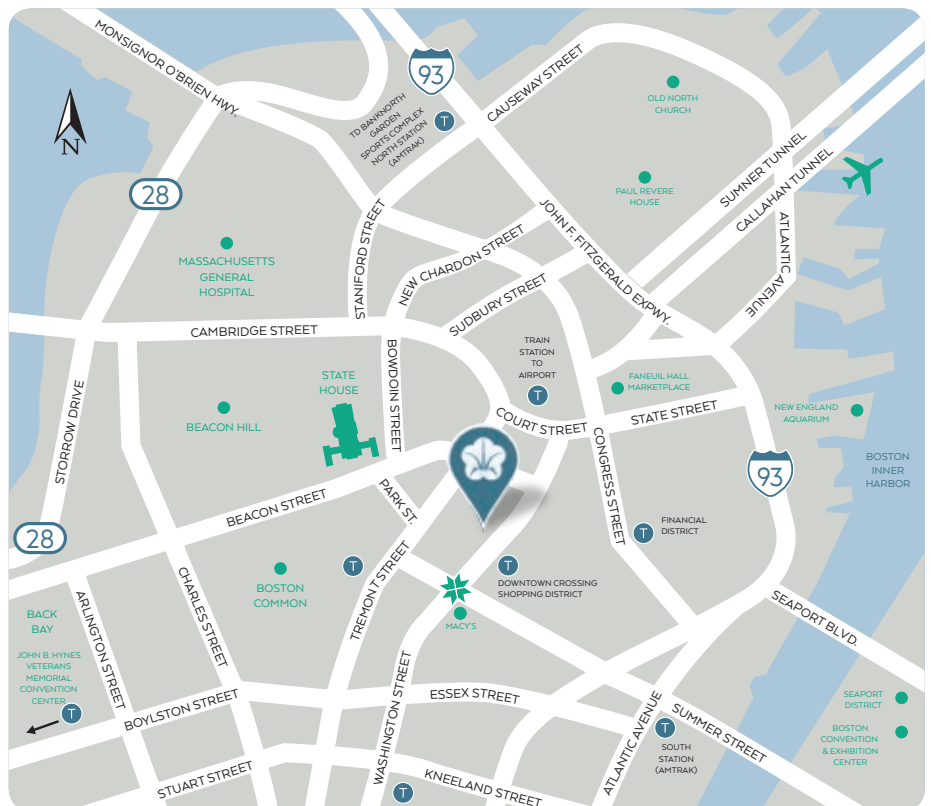 MONSIGNOR O'BRIEN HWY.
93
CAUSEWAY STREET
TD BANKNORTH
GARDEN
SPORTS COMPLEX
NORTH STATION
(AMTRAK)
T
OLD NORTH
CHURCH
N
SUMNER TUNNEL
CALLAHAN TUNNEL
28
PAUL REVERE
HOUSE
JOHN F. FITZGERALD EXPWY.
ATLANTIC
AVENUE
STANIFORD STREET
NEW CHARDON STREET
MASSACHUSETTS
GENERAL
HOSPITAL
SUDBURY STREET
CAMBRIDGE STREET
BOWDOIN STREET
TRAIN
STATION
TO
AIRPORT
T
STATE
HOUSE
FANEUIL HALL
MARKETPLACE
STORROW DRIVE
BEACON HILL
COURT STREET
STATE STREET
NEW ENGLAND
AQUARIUM
CONGRESS STREET
BOSTON
INNER
HARBOR
93
PARK ST.
BEACON STREET
FINANCIAL
DISTRICT
T
28
T
T
DOWNTOWN CROSSING
SHOPPING DISTRICT
BOSTON
COMMON
TREMONT STREET
CHARLES STREET
ARLINGTON STREET
BACK
BAY
MACY'S
SEAPORT BLVD.
JOHN B. HYNES
VETERANS
MEMORIAL
CONVENTION
CENTER
T
BOYLSTON STREET
WASHINGTON STREET
ESSEX STREET
ATLANTIC AVENUE
SUMMER STREET
SEAPORT
DISTRICT
T
SOUTH
STATION
(AMTRAK)
BOSTON
CONVENTION
& EXHIBITION
CENTER
STUART STREET
T
KNEELAND STREET